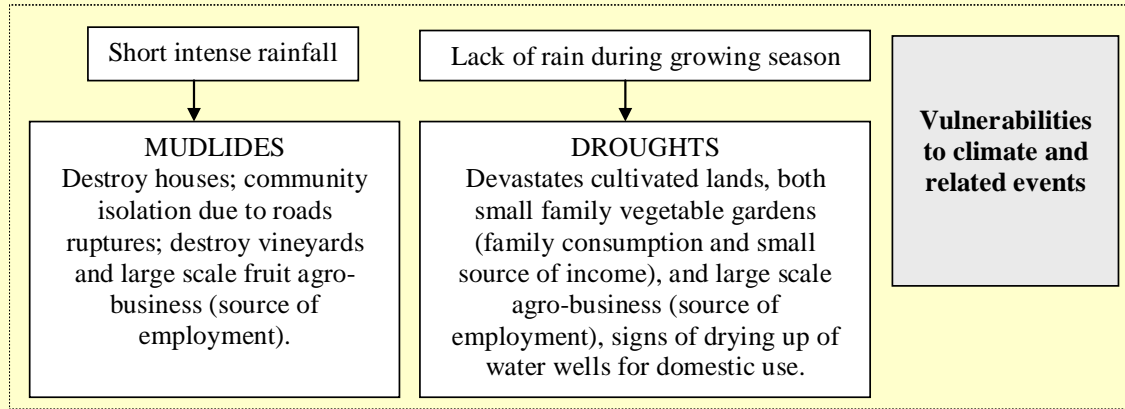 Short intense rainfall
MUDLIDES
Destroy houses; community
isolation due to roads
ruptures; destroy vineyards
and large scale fruit agro-
business (source of
employment).
Lack of rain during growing season
DROUGHTS
Devastates cultivated lands, both
small family vegetable gardens
(family consumption and small
source of income), and large scale
agro-business (source of
employment), signs of drying up of
water wells for domestic use.
Vulnerabilities
to climate and
related events